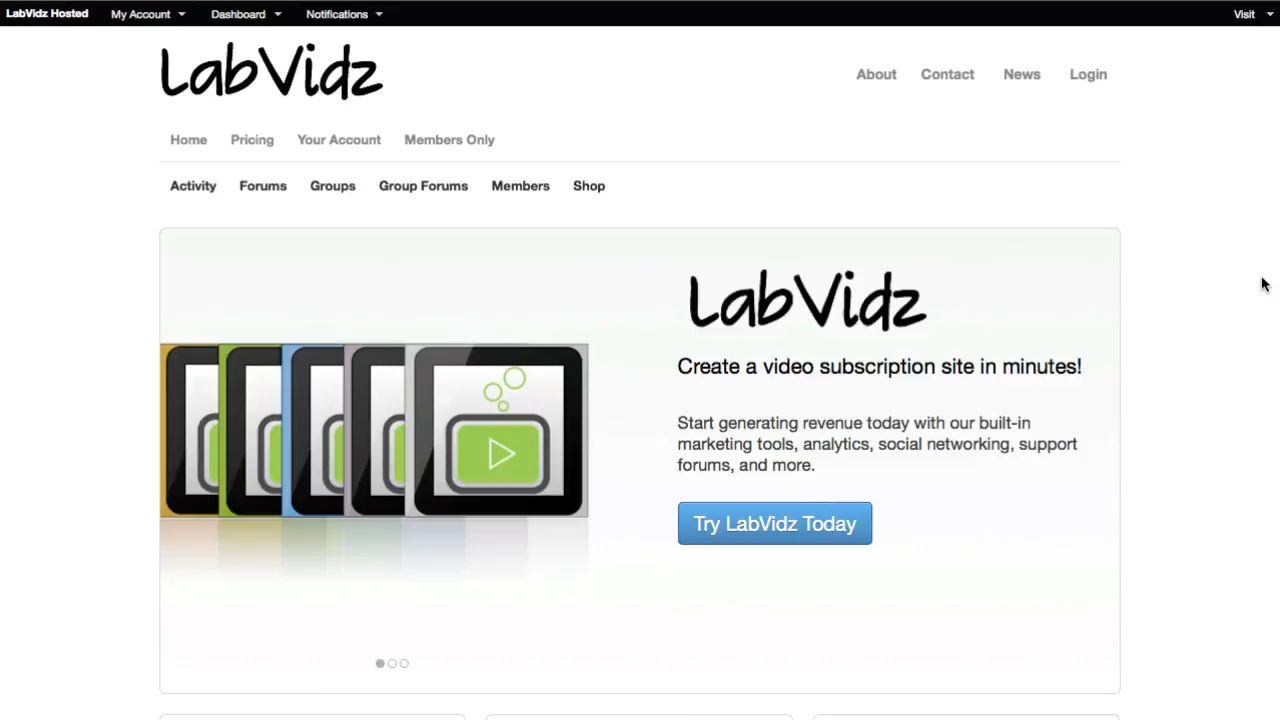 LabVidz Hosted My Account Dashboard Notifications Visit
LabVidz
About Contact News Login
Home Pricing Your Account Members Only
Activity Forums Groups Group Forums Members Shop
LabVidz
Create a video subscription site in minutes!
Start generating revenue today with our built-in
marketing tools, analytics, social networking, support
forums, and more.
Try LabVidz Today